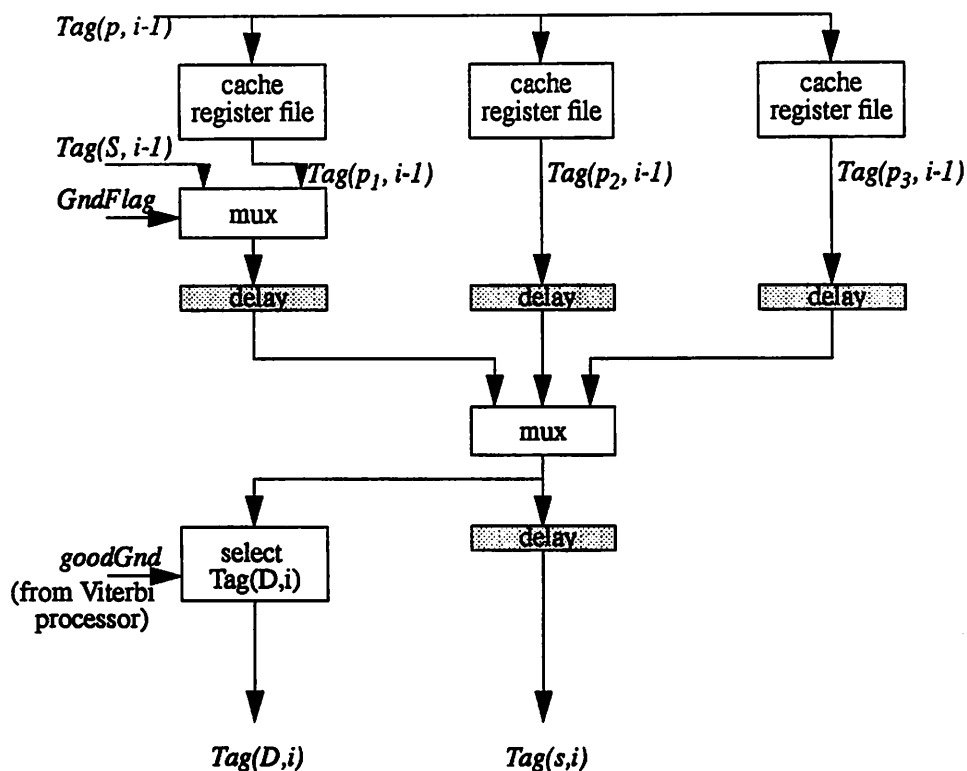 Tag(p, i-1)
cache
register file
cache
register file
cache
register file
Tag(S, i-1)
Tag(p1, i-1)
Tag(p2, i-1)
Tag(p3, i-1)
GndFlag
mux
delay
delay
delay
mux
goodGnd
(from Viterbi
processor)
select
Tag(D,i)
delay
Tag(D,i)
Tag(s,i)